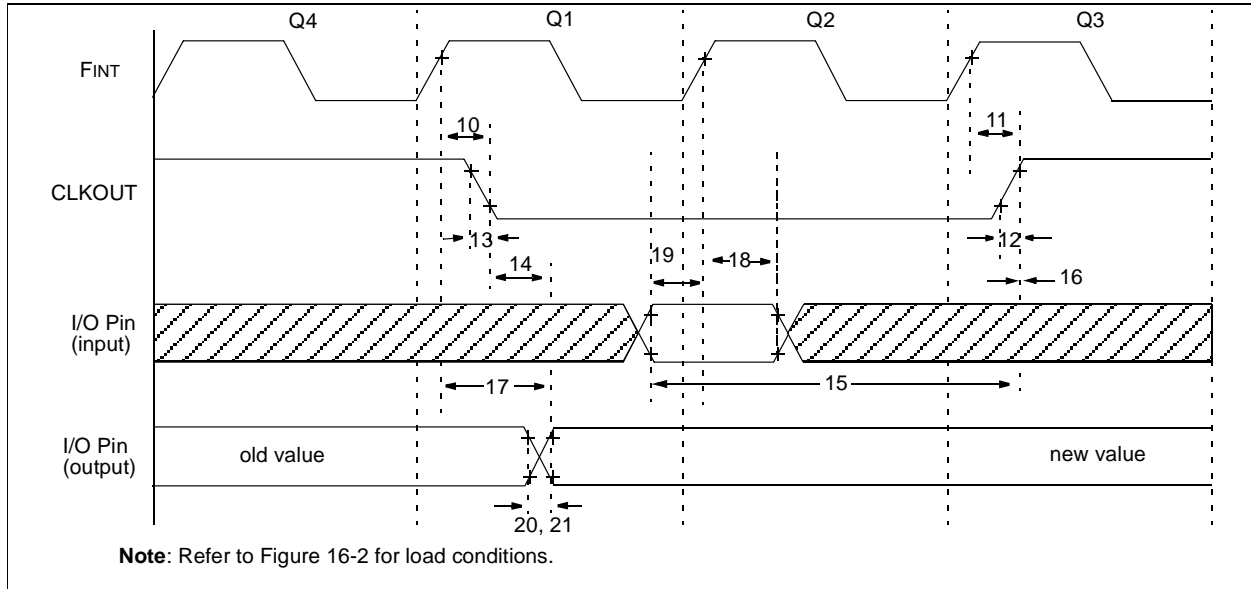 Q4 Q1 Q2 Q3
FINT
10 11
CLKOUT
13 12
14 19 18 16
I/O Pin
(input)
17 15
I/O Pin
(output)
old value new value
20, 21
Note: Refer to Figure 16-2 for load conditions.